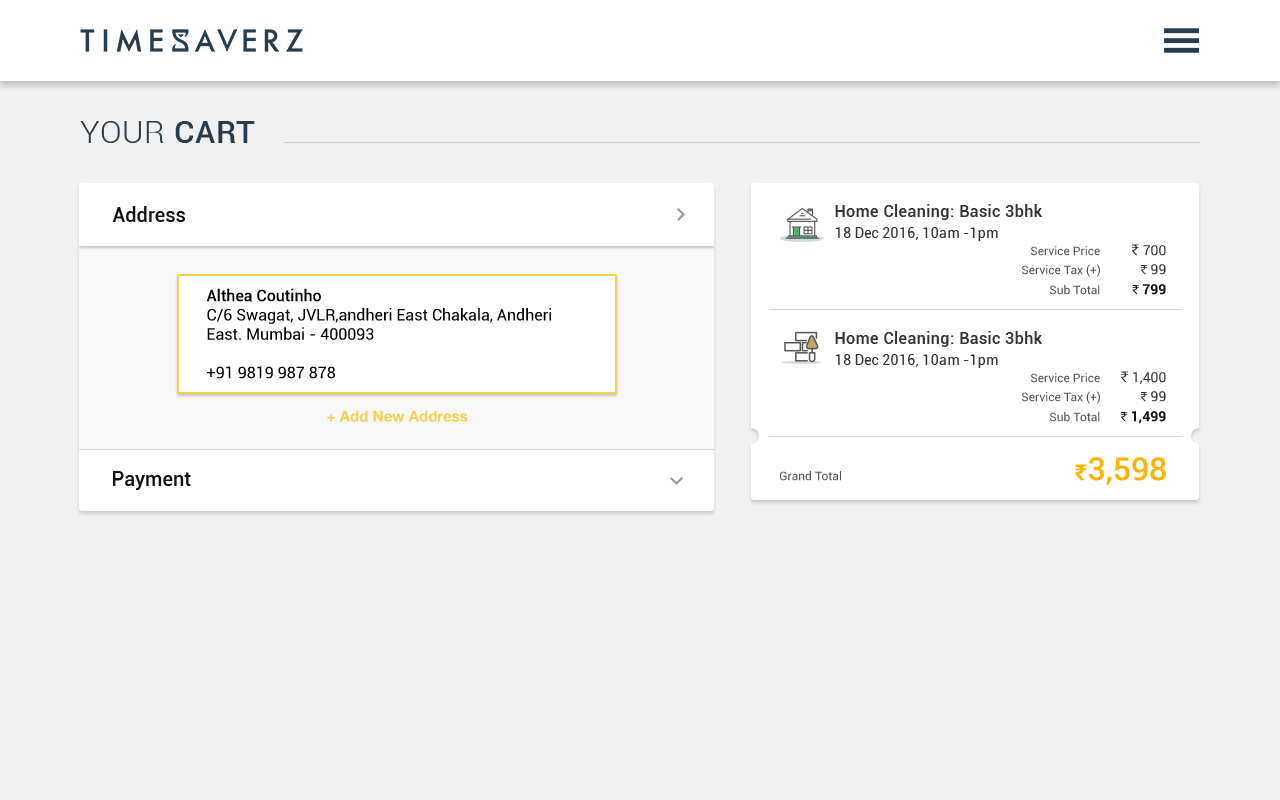 TIMESAVERZ
YOUR CART
Address
Althea Coutinho
C/6 Swagat, JVLR,andheri East Chakala, Andheri
East. Mumbai - 400093
+91 9819 987 878
+ Add New Address
Payment
Home Cleaning: Basic 3bhk
18 Dec 2016, 10am -1pm
Service Price ₹ 700
Service Tax (+) ₹ 99
Sub Total ₹ 799
Home Cleaning: Basic 3bhk
18 Dec 2016, 10am -1pm
Service Price ₹ 1,400
Service Tax (+) ₹ 99
Sub Total ₹ 1,499
Grand Total ₹3,598